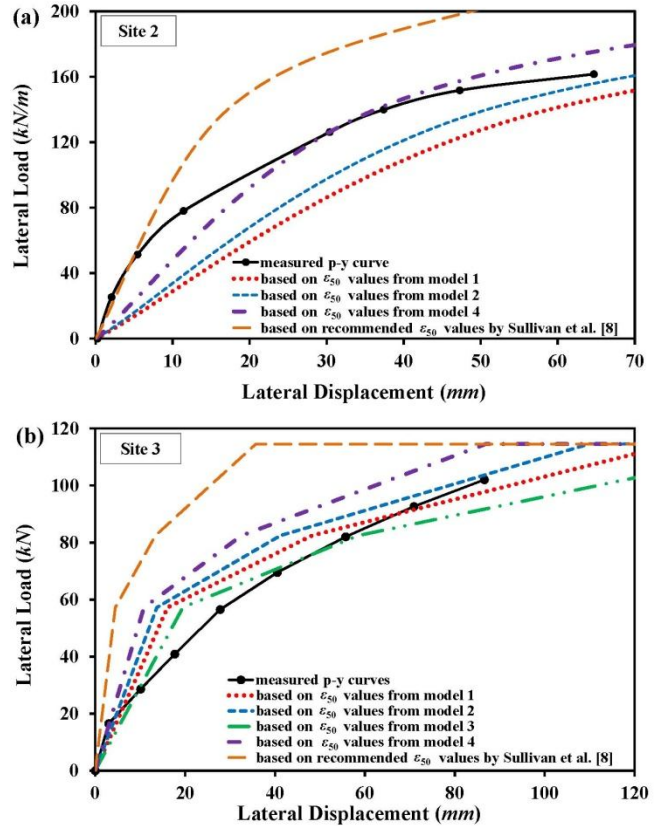 (a)
Site 2
Lateral Load (kN/m)
200
160
120
80
40
0
measured p-y curve
based on ε50 values from model 1
based on ε50 values from model 2
based on ε50 values from model 4
based on recommended ε50 values by Sullivan et al. [8]
0 10 20 30 40 50 60 70
Lateral Displacement (mm)
(b)
Site 3
Lateral Load (kN)
120
100
80
60
40
20
0
measured p-y curves
based on ε50 values from model 1
based on ε50 values from model 2
based on ε50 values from model 3
based on ε50 values from model 4
based on recommended ε50 values by Sullivan et al. [8]
0 20 40 60 80 100 120
Lateral Displacement (mm)